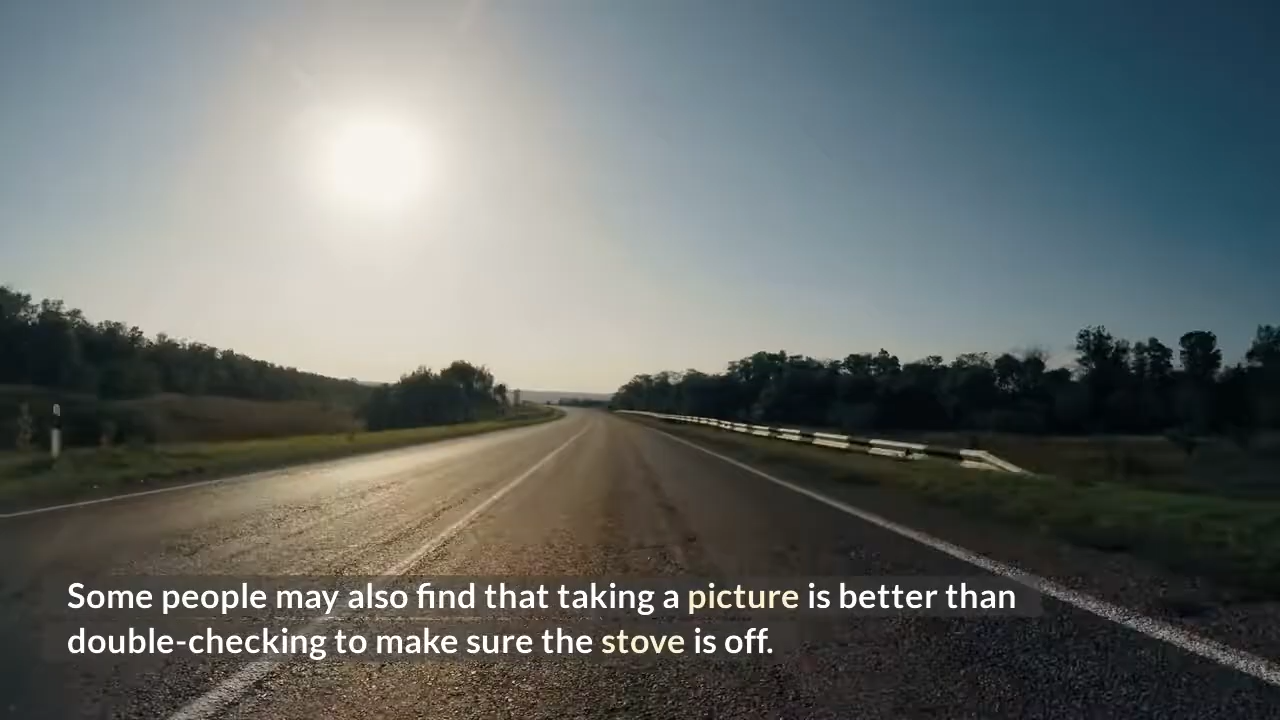 Some people may also find that taking a picture is better than
double-checking to make sure the stove is off.